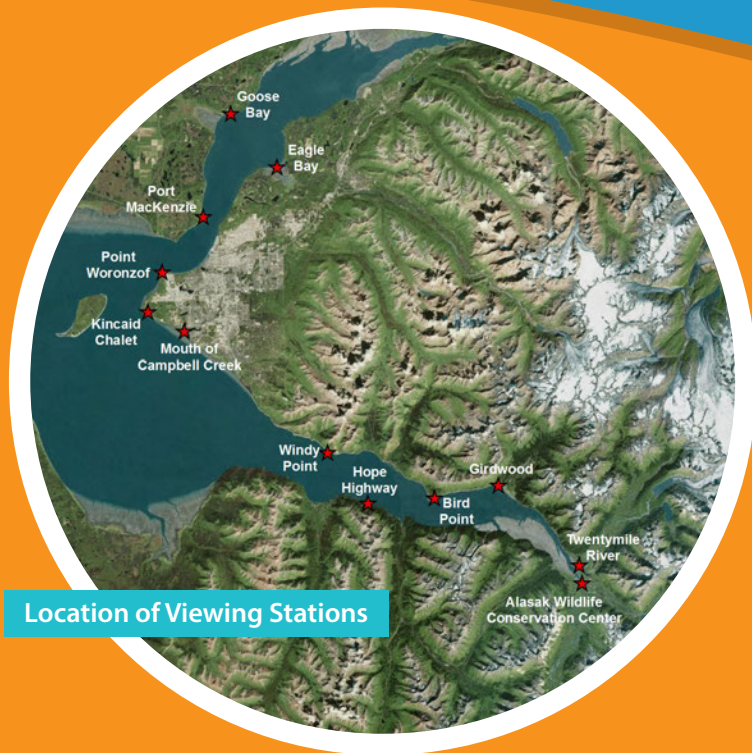 Goose
Bay
Eagle
Bay
Port
MacKenzie
Point
Woronzof
Kincaid
Chalet
Mouth of
Campbell Creek
Windy
Point
Hope
Highway
Girdwood
Bird
Point
Twentymile
River
Alasak Wildlife
Conservation Center
Location of Viewing Stations